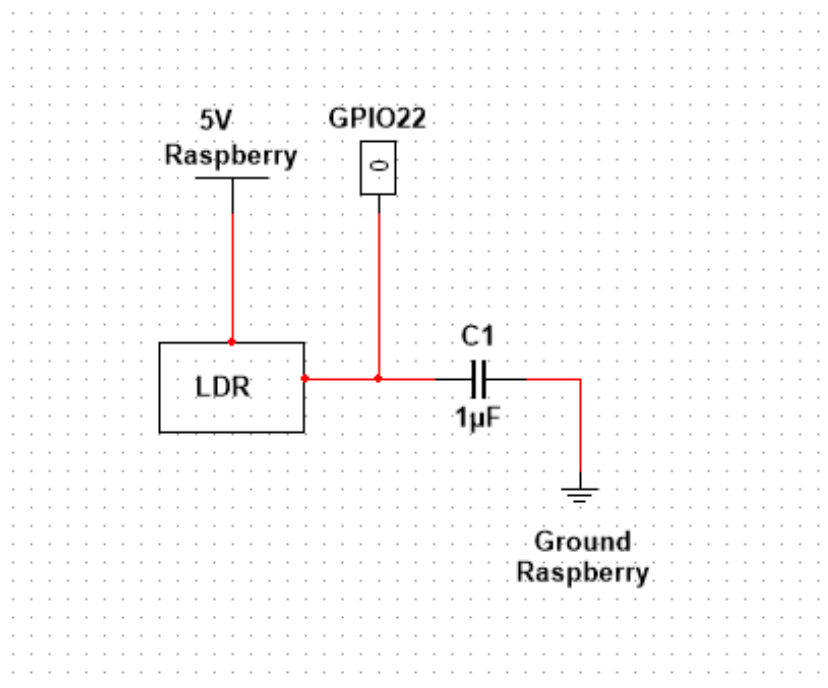 5V
Raspberry
GPIO22
0
LDR
C1
1µF
Ground
Raspberry